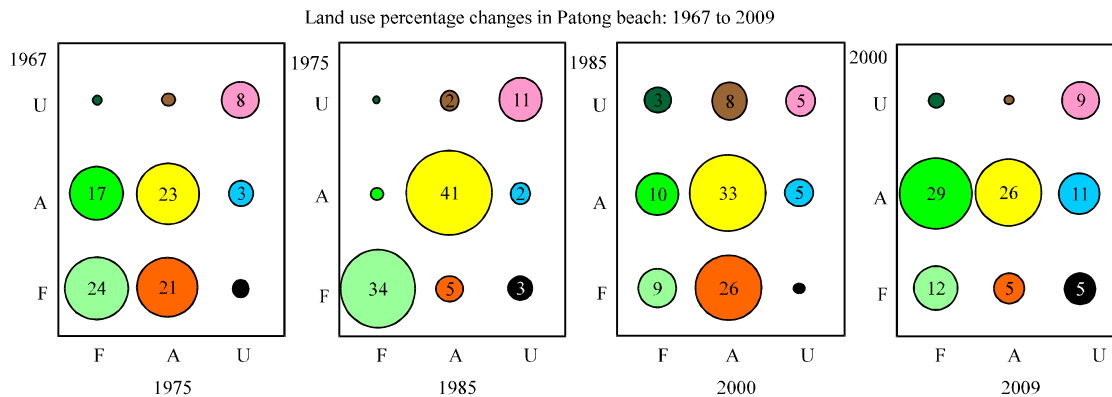 Land use percentage changes in Patong beach: 1967 to 2009
1967 1975 1985 2000
U 8 U 2 11 U 3 8 5 U 9
A 17 23 3 A 41 2 A 10 33 5 A 29 26 11
F 24 21 F 34 5 3 F 9 26 F 12 5 5
F A U F A U F A U F A U
1975 1985 2000 2009